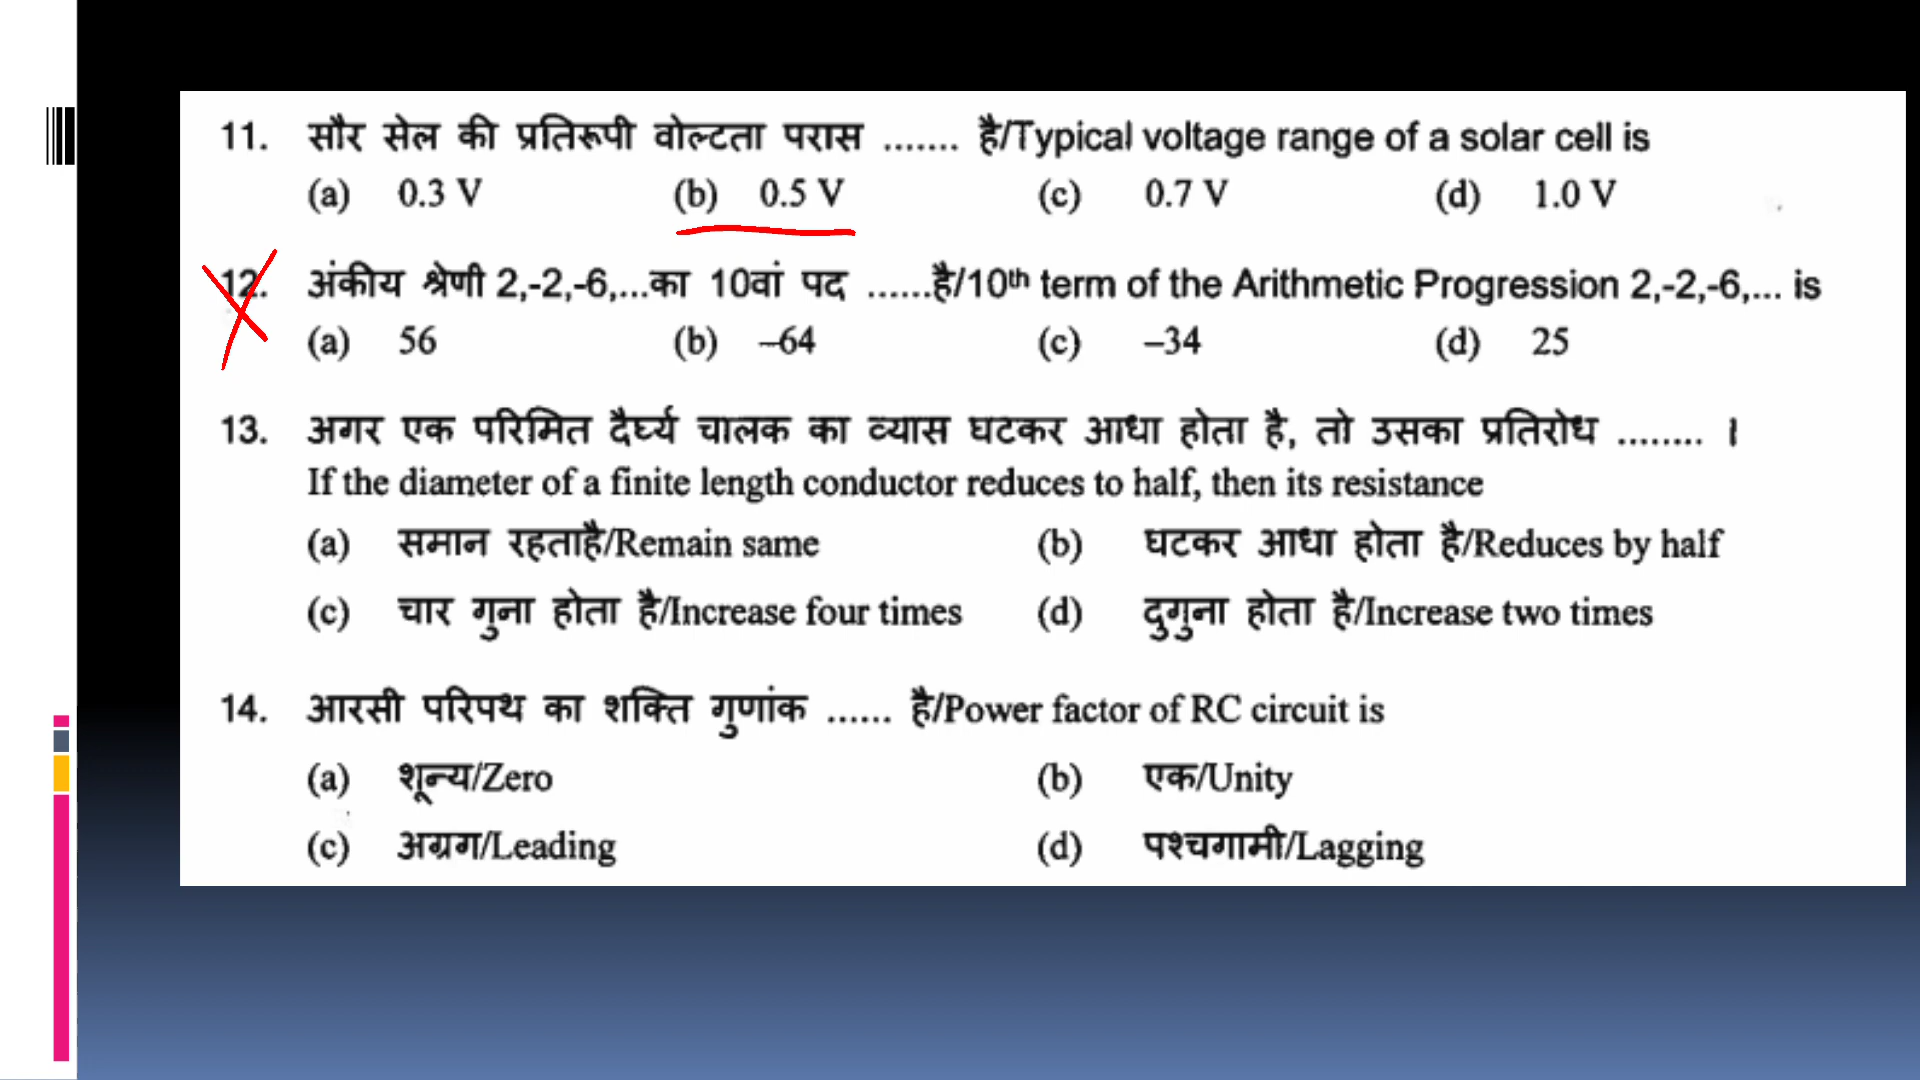 11. सौर सेल की प्रतिरूपी वोल्टता परास ....... है/Typical voltage range of a solar cell is
(a) 0.3 V (b) 0.5 V (c) 0.7 V (d) 1.0 V
12. अंकीय श्रेणी 2,-2,-6,...का 10वां पद ......है/10th term of the Arithmetic Progression 2,-2,-6,... is
(a) 56 (b) –64 (c) –34 (d) 25
13. अगर एक परिमित दैर्घ्य चालक का व्यास घटकर आधा होता है, तो उसका प्रतिरोध ........ ।
If the diameter of a finite length conductor reduces to half, then its resistance
(a) समान रहताहै/Remain same (b) घटकर आधा होता है/Reduces by half
(c) चार गुना होता है/Increase four times (d) दुगुना होता है/Increase two times
14. आरसी परिपथ का शक्ति गुणांक ...... है/Power factor of RC circuit is
(a) शून्य/Zero (b) एक/Unity
(c) अग्रग/Leading (d) पश्चगामी/Lagging